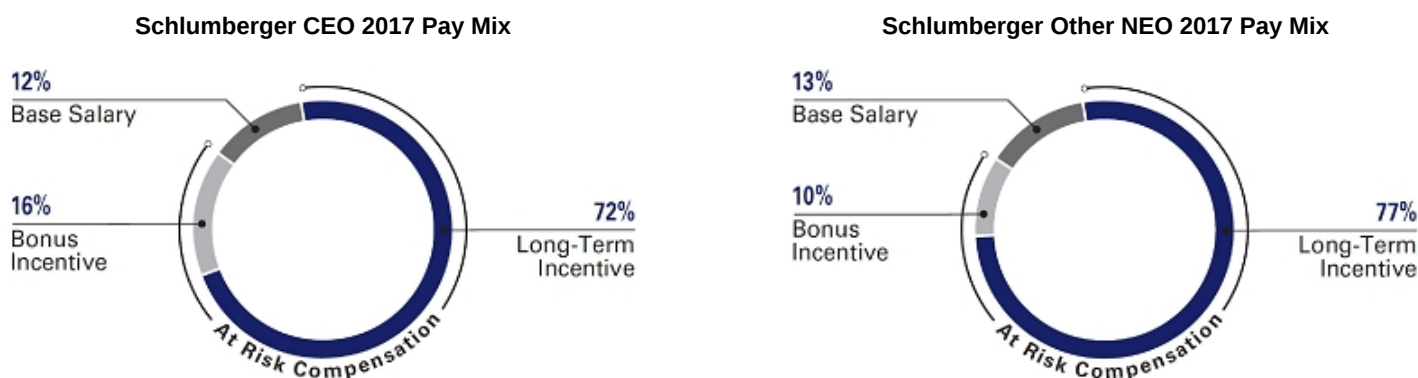 Schlumberger CEO 2017 Pay Mix
12%
Base Salary
16%
Bonus
Incentive
72%
Long-Term
Incentive
At Risk Compensation
Schlumberger Other NEO 2017 Pay Mix
13%
Base Salary
10%
Bonus
Incentive
77%
Long-Term
Incentive
At Risk Compensation